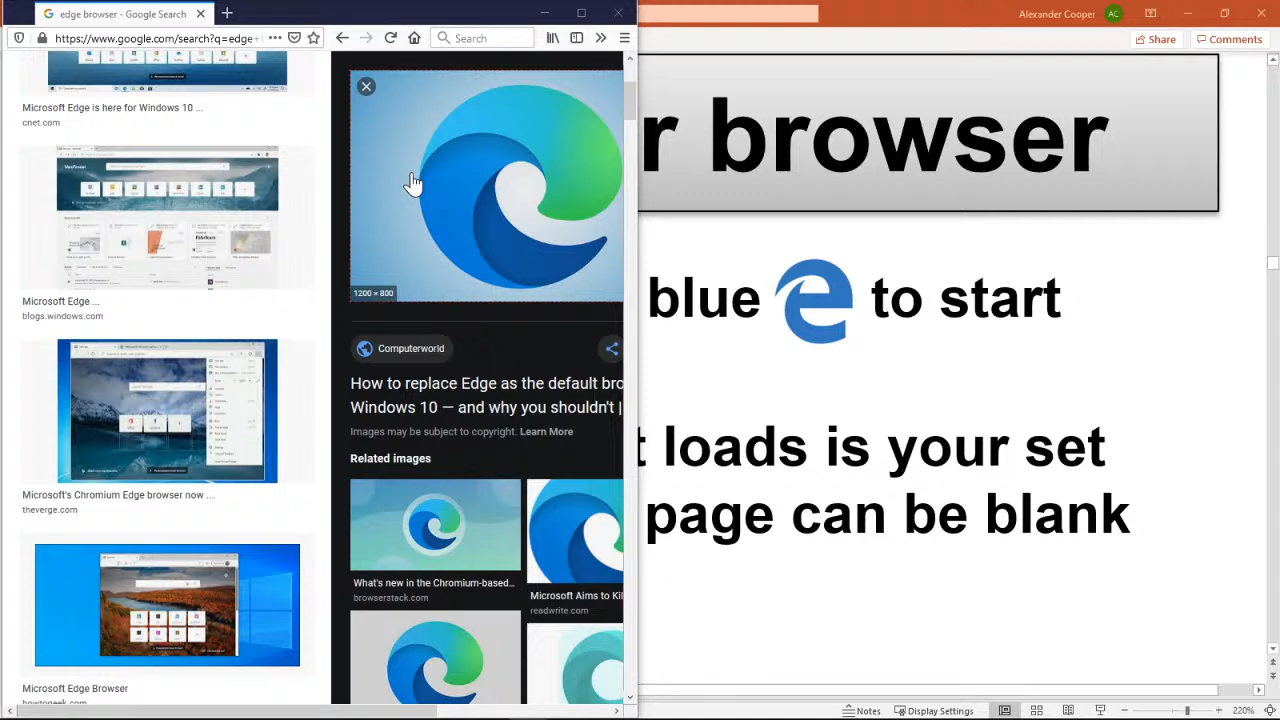 edge browser - Google Search
https://www.google.com/search?q=edge+
Search
Microsoft Edge is here for Windows 10 ...
cnet.com
Microsoft Edge ...
blogs.windows.com
Microsoft's Chromium Edge browser now ...
theverge.com
Microsoft Edge Browser
howtogeek.com
1200 × 800
Computerworld
How to replace Edge as the default bro
Windows 10 — and why you shouldn't |
Images may be subject to copyright. Learn More
Related images
What's new in the Chromium-based...
browserstack.com
Microsoft Aims to Kil
readwrite.com
Alexander Cooper AC
Share Comments
r browser
blue e to start
t loads is your set
page can be blank
Notes Display Settings 220%